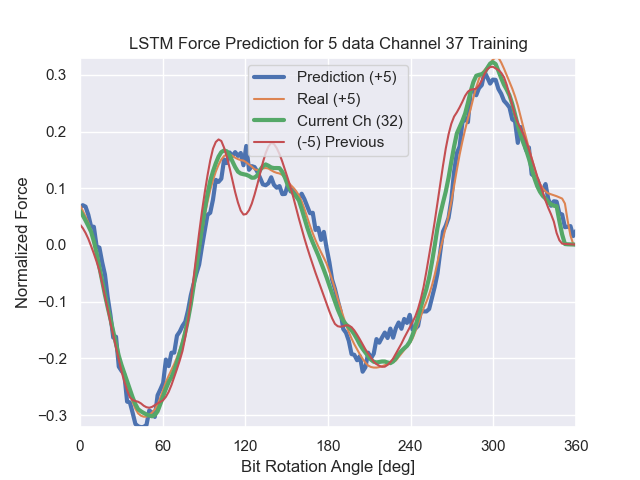 LSTM Force Prediction for 5 data Channel 37 Training
Prediction (+5)
Real (+5)
Current Ch (32)
(-5) Previous
0.3
0.2
0.1
0.0
−0.1
−0.2
−0.3
Normalized Force
0 60 120 180 240 300 360
Bit Rotation Angle [deg]